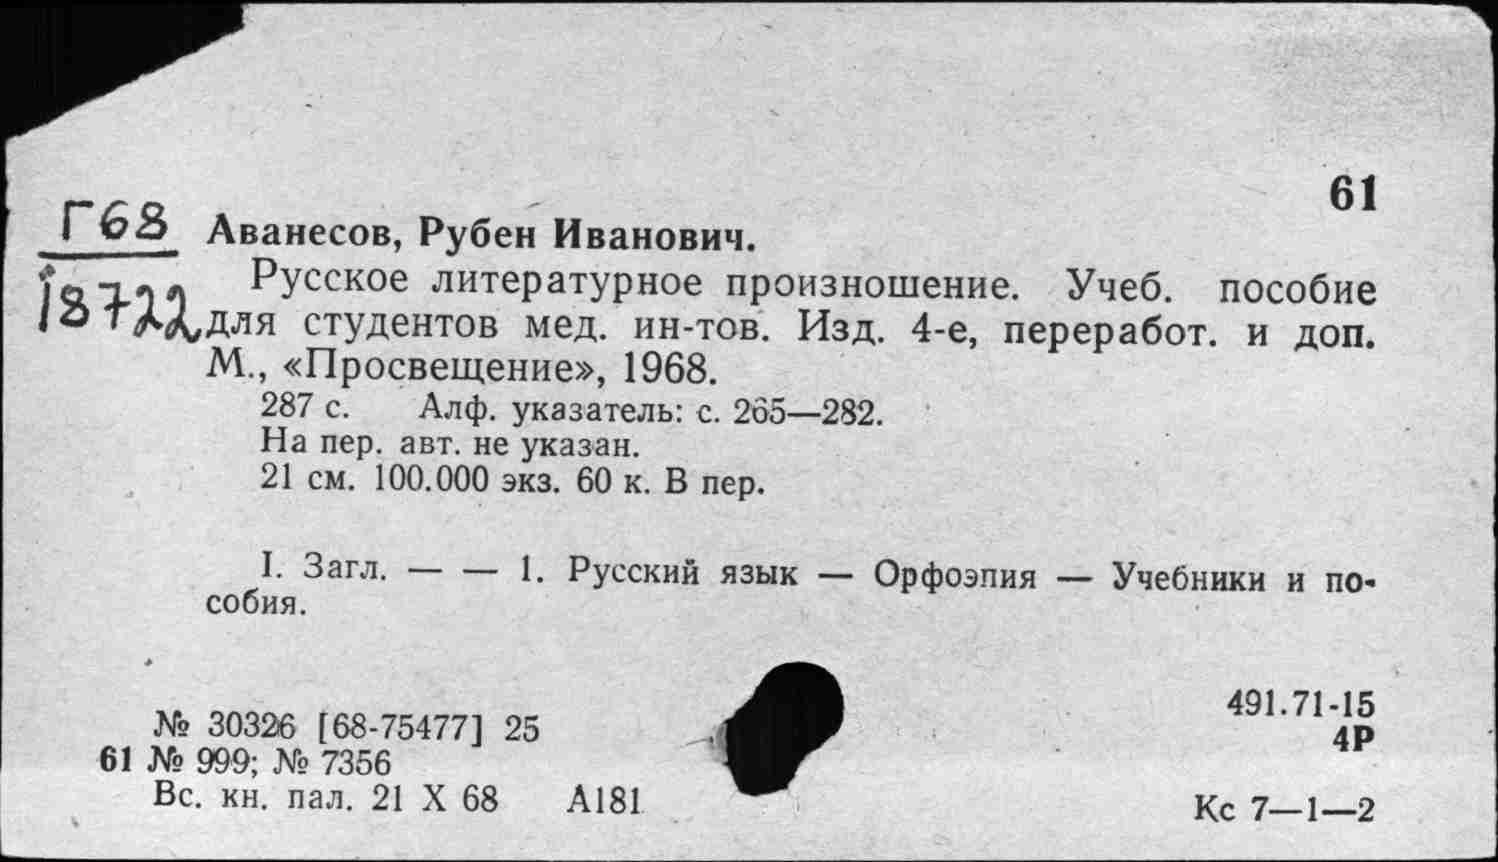 61
Г68
18722
Аванесов, Рубен Иванович.
Русское литературное произношение. Учеб. пособие
для студентов мед. ин-тов. Изд. 4-е, переработ. и доп.
М., «Просвещение», 1968.
287 с. Алф. указатель: с. 265—282.
На пер. авт. не указан.
21 см. 100.000 экз. 60 к. В пер.
I. Загл. — — 1. Русский язык — Орфоэпия — Учебники и по-
собия.
491.71-15
4Р
№ 30326 [68-75477] 25
61 № 999; № 7356
Вс. кн. пал. 21 X 68 А181
Кс 7—1—2